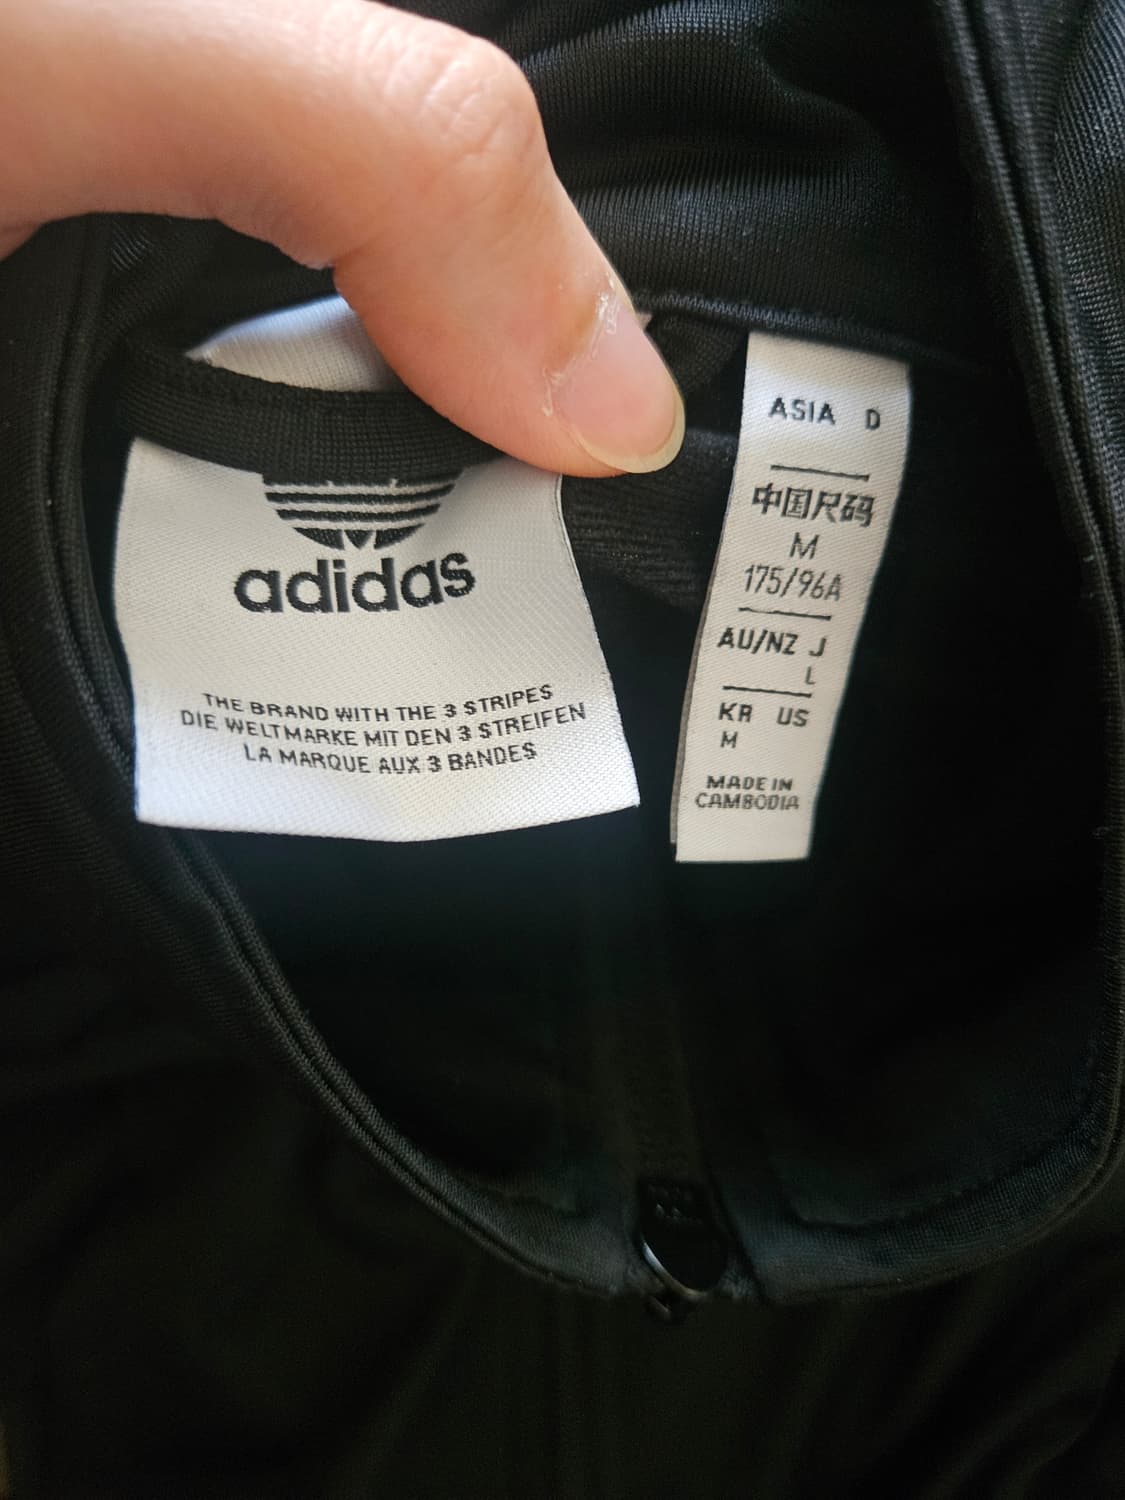 adidas
THE BRAND WITH THE 3 STRIPES
DIE WELTMARKE MIT DEN 3 STREIFEN
LA MARQUE AUX 3 BANDES
ASIA D
中国尺码
M
175/96A
AU/NZ J
L
KR US
M
MADE IN
CAMBODIA